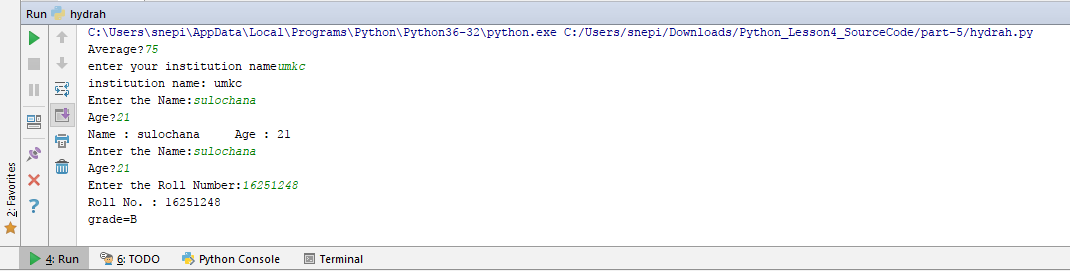 Run hydrah
C:\Users\snepi\AppData\Local\Programs\Python\Python36-32\python.exe C:/Users/snepi/Downloads/Python_Lesson4_SourceCode/part-5/hydrah.py
Average?75
enter your institution nameumkc
institution name: umkc
Enter the Name:sulochana
Age?21
Name : sulochana     Age : 21
Enter the Name:sulochana
Age?21
Enter the Roll Number:16251248
Roll No. : 16251248
grade=B
2: Favorites
4: Run 6: TODO Python Console Terminal